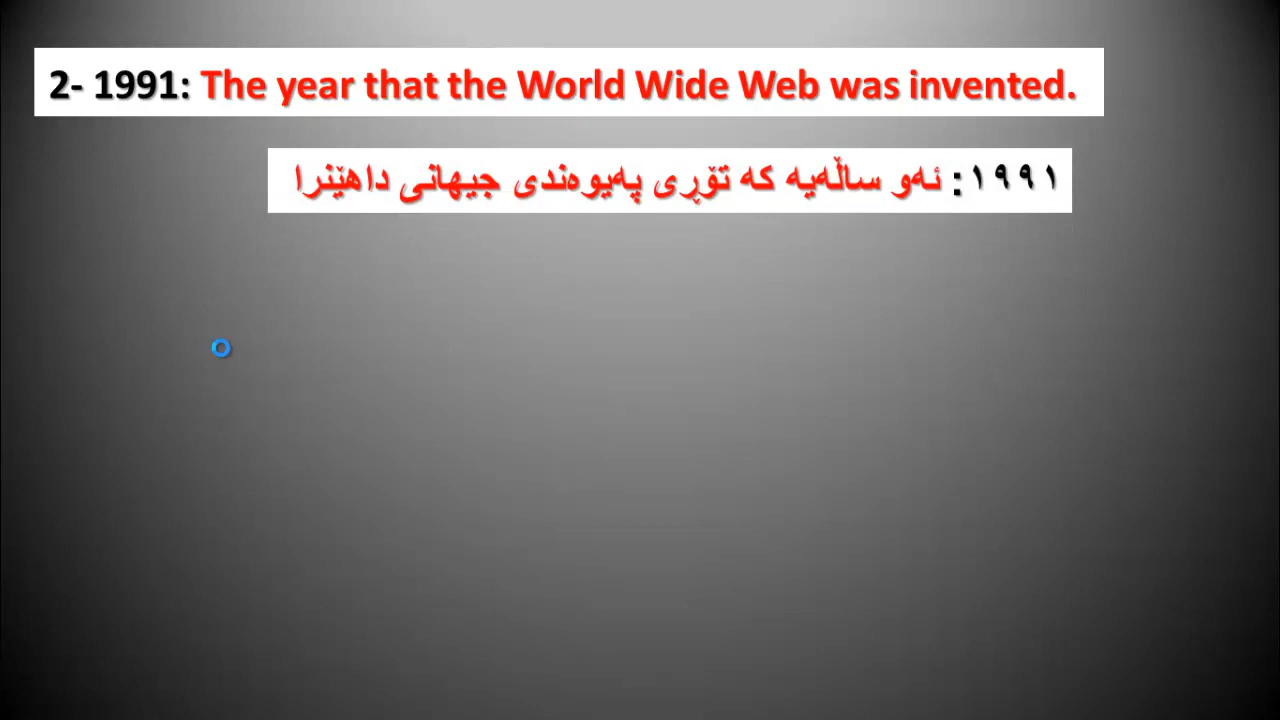 2- 1991: The year that the World Wide Web was invented.
١٩٩١: ئەو ساڵەیە کە تۆڕی پەیوەندی جیهانی داهێنرا